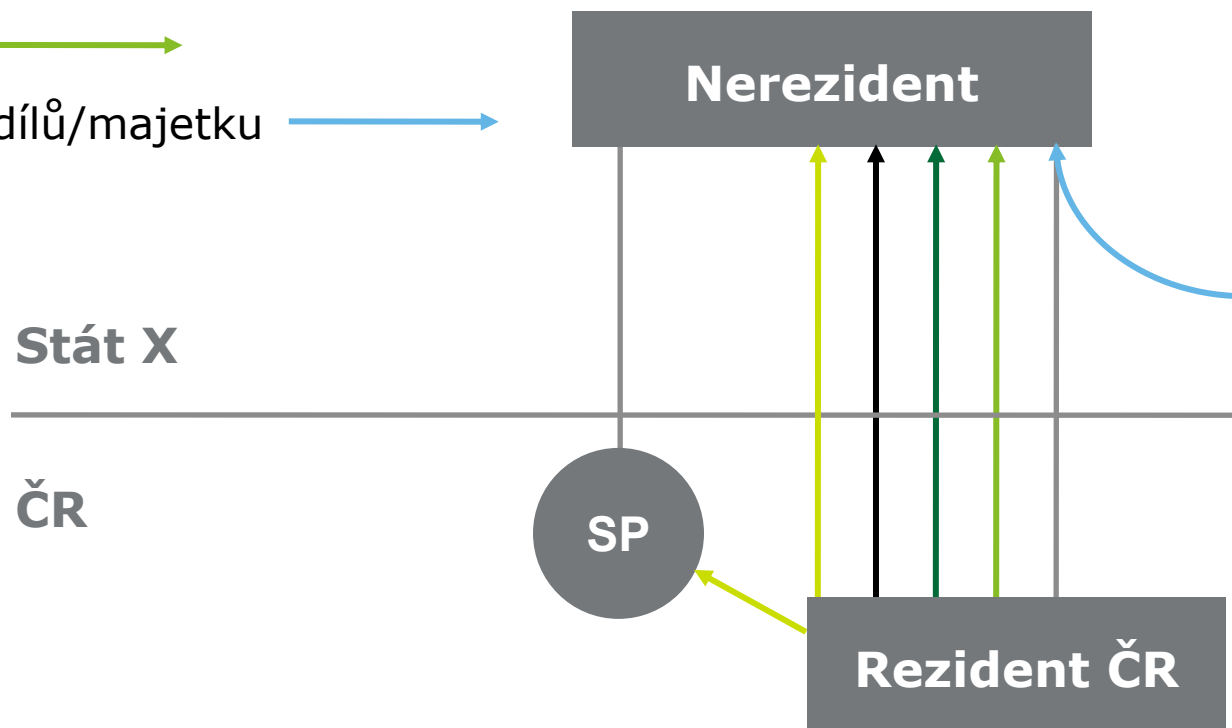 Nerezident
dílů/majetku
Stát X
ČR
SP
Rezident ČR